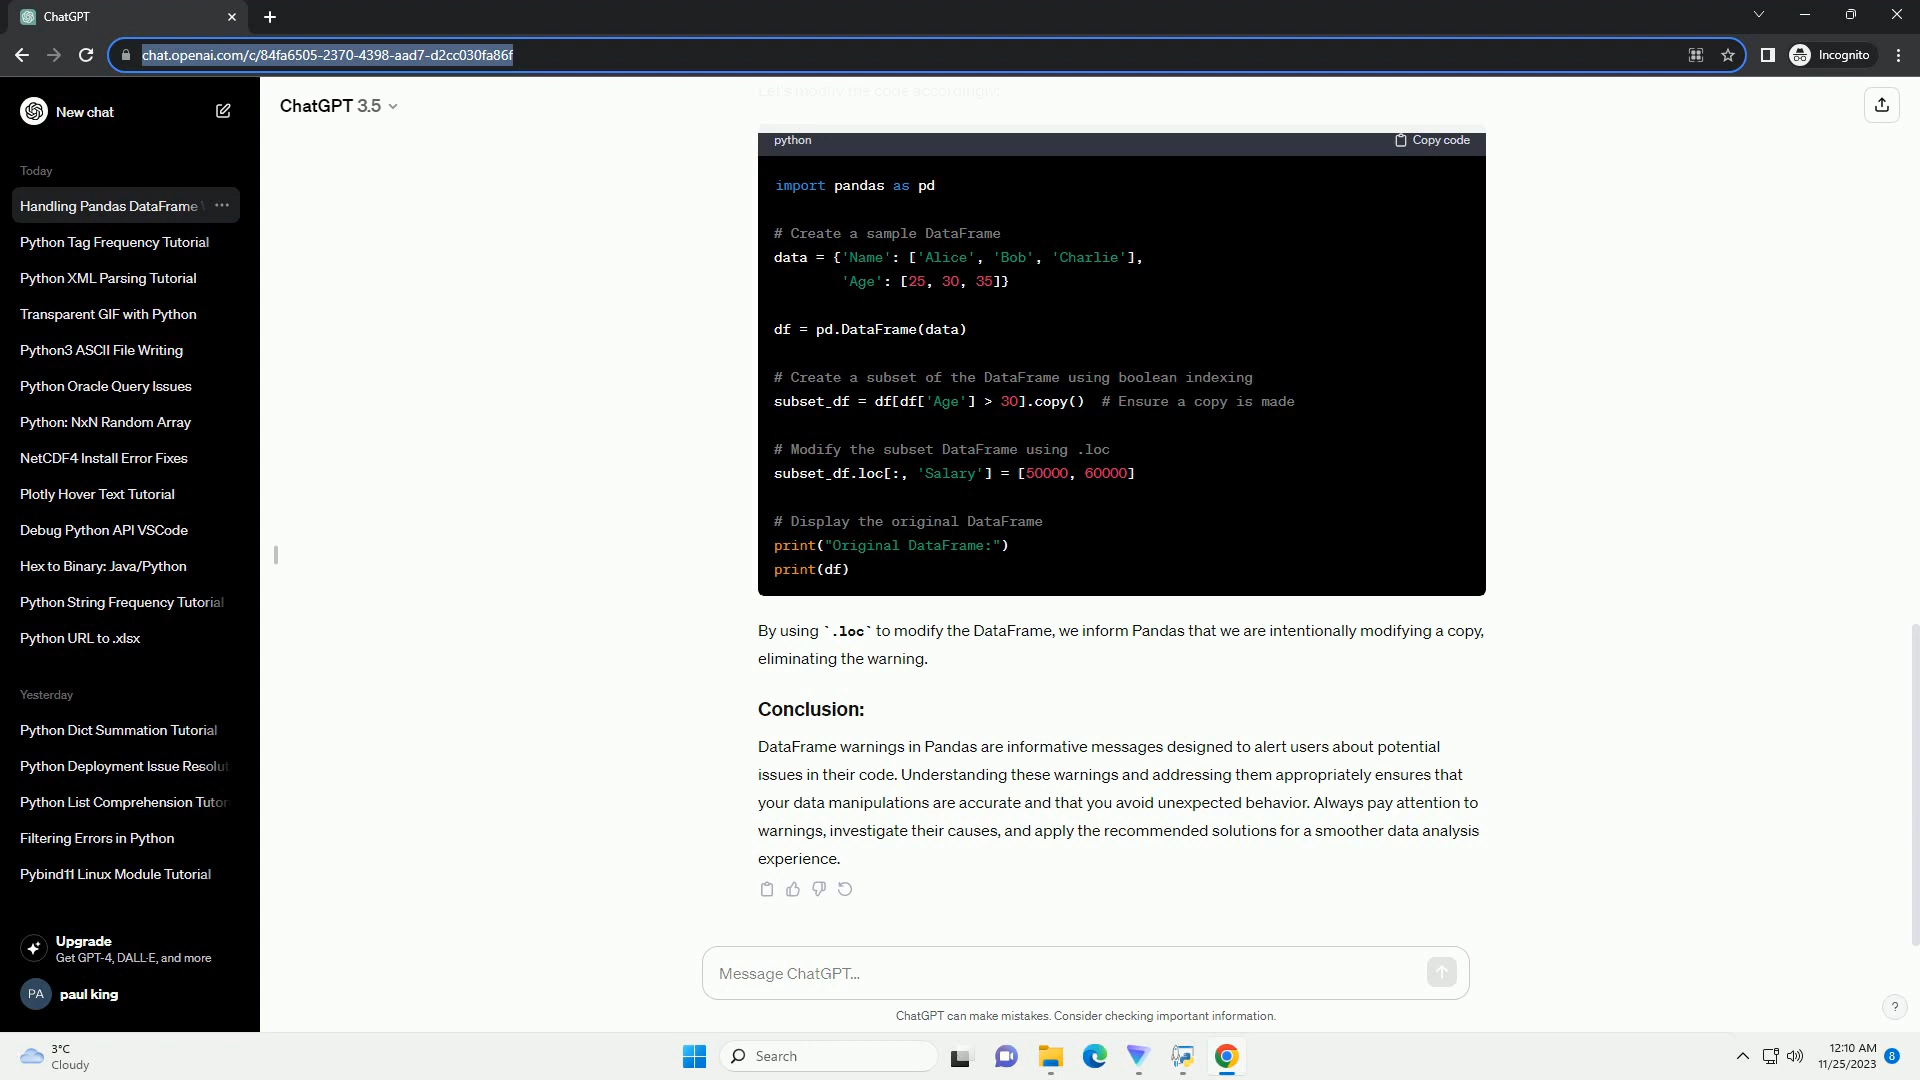 ChatGPT
chat.openai.com/c/84fa6505-2370-4398-aad7-d2cc030fa86f
Incognito
New chat
Today
Handling Pandas DataFrame
Python Tag Frequency Tutorial
Python XML Parsing Tutorial
Transparent GIF with Python
Python3 ASCII File Writing
Python Oracle Query Issues
Python: NxN Random Array
NetCDF4 Install Error Fixes
Plotly Hover Text Tutorial
Debug Python API VSCode
Hex to Binary: Java/Python
Python String Frequency Tutorial
Python URL to .xlsx
Yesterday
Python Dict Summation Tutorial
Python Deployment Issue Resolut
Python List Comprehension Tutor
Filtering Errors in Python
Pybind11 Linux Module Tutorial
Upgrade
Get GPT-4, DALL·E, and more
PA paul king
ChatGPT 3.5
Let's modify the code accordingly:
python Copy code
import pandas as pd
# Create a sample DataFrame
data = {'Name': ['Alice', 'Bob', 'Charlie'],
'Age': [25, 30, 35]}
df = pd.DataFrame(data)
# Create a subset of the DataFrame using boolean indexing
subset_df = df[df['Age'] > 30].copy()  # Ensure a copy is made
# Modify the subset DataFrame using .loc
subset_df.loc[:, 'Salary'] = [50000, 60000]
# Display the original DataFrame
print("Original DataFrame:")
print(df)
By using `.loc` to modify the DataFrame, we inform Pandas that we are intentionally modifying a copy,
eliminating the warning.
Conclusion:
DataFrame warnings in Pandas are informative messages designed to alert users about potential
issues in their code. Understanding these warnings and addressing them appropriately ensures that
your data manipulations are accurate and that you avoid unexpected behavior. Always pay attention to
warnings, investigate their causes, and apply the recommended solutions for a smoother data analysis
experience.
Message ChatGPT...
ChatGPT can make mistakes. Consider checking important information.
?
3°C
Cloudy
Search
12:10 AM
11/25/2023
8